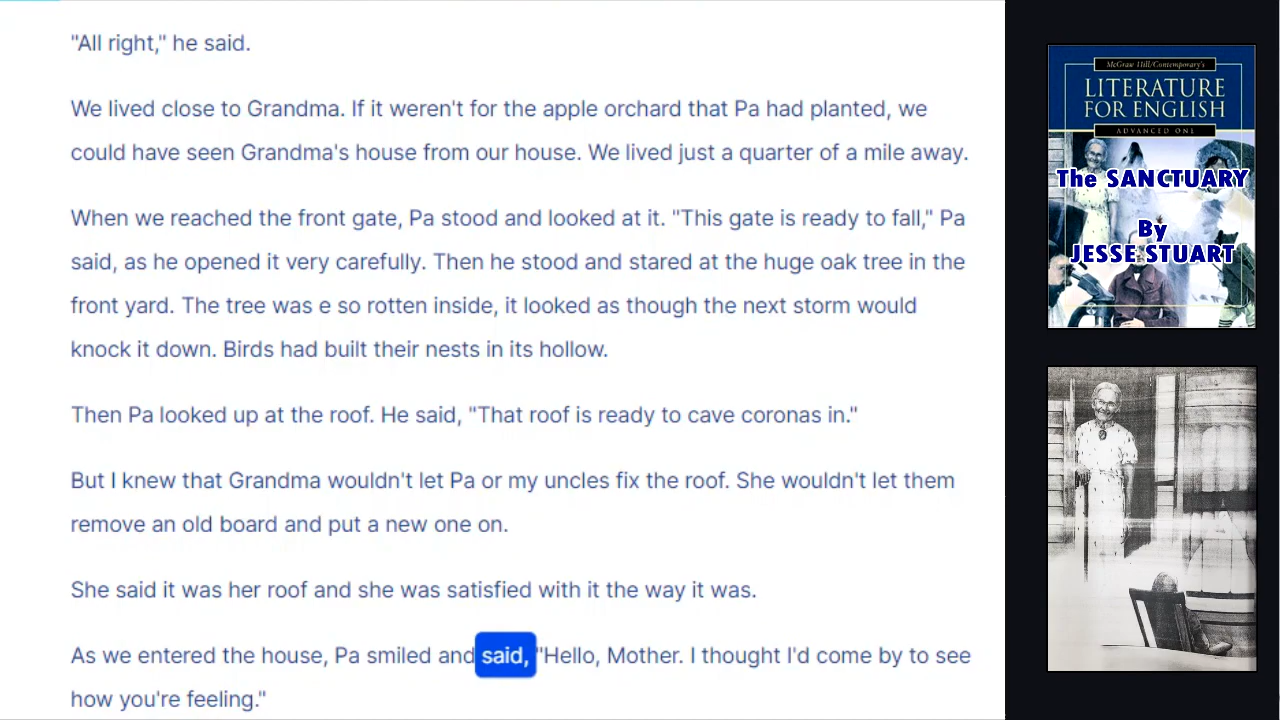 "All right," he said.
We lived close to Grandma. If it weren't for the apple orchard that Pa had planted, we
could have seen Grandma's house from our house. We lived just a quarter of a mile away.
When we reached the front gate, Pa stood and looked at it. "This gate is ready to fall," Pa
said, as he opened it very carefully. Then he stood and stared at the huge oak tree in the
front yard. The tree was e so rotten inside, it looked as though the next storm would
knock it down. Birds had built their nests in its hollow.
Then Pa looked up at the roof. He said, "That roof is ready to cave coronas in."
But I knew that Grandma wouldn't let Pa or my uncles fix the roof. She wouldn't let them
remove an old board and put a new one on.
She said it was her roof and she was satisfied with it the way it was.
As we entered the house, Pa smiled and said, "Hello, Mother. I thought I'd come by to see
how you're feeling."
McGraw Hill/Contemporary's
LITERATURE
FOR ENGLISH
ADVANCED ONE
The SANCTUARY
By
JESSE STUART